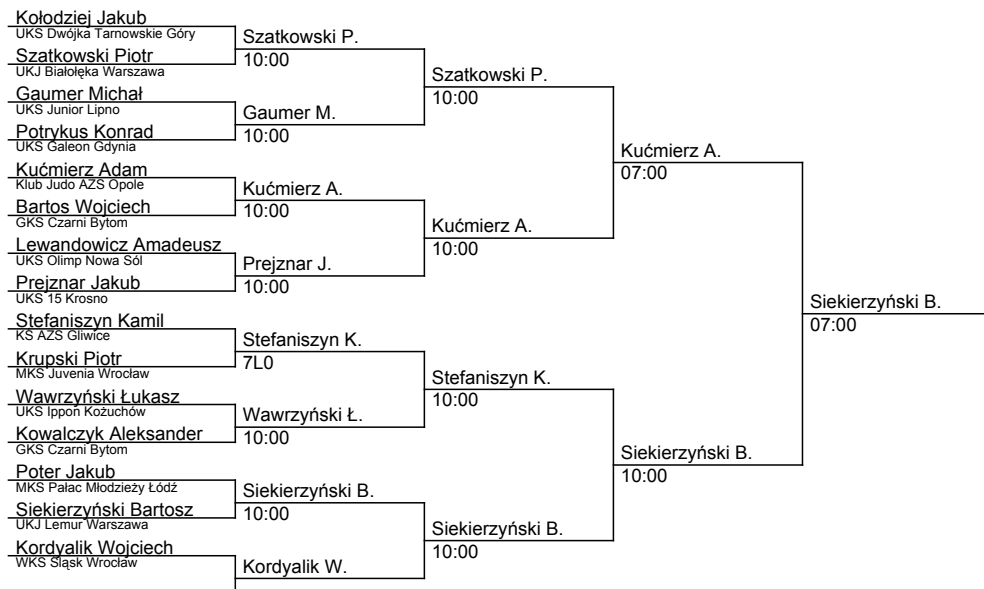 Kołodziej Jakub
UKS Dwójka Tarnowskie Góry
Szatkowski P.
10:00
Szatkowski Piotr
UKJ Białołęka Warszawa
Szatkowski P.
10:00
Gaumer Michał
UKS Junior Lipno
Gaumer M.
10:00
Potrykus Konrad
UKS Galeon Gdynia
Kućmierz A.
07:00
Kućmierz Adam
Klub Judo AZS Opole
Kućmierz A.
10:00
Bartos Wojciech
GKS Czarni Bytom
Kućmierz A.
10:00
Lewandowicz Amadeusz
UKS Olimp Nowa Sól
Prejznar J.
10:00
Prejznar Jakub
UKS 15 Krosno
Siekierzyński B.
07:00
Stefaniszyn Kamil
KS AZS Gliwice
Stefaniszyn K.
7L0
Krupski Piotr
MKS Juvenia Wrocław
Stefaniszyn K.
10:00
Wawrzyński Łukasz
UKS Ippon Kożuchów
Wawrzyński Ł.
10:00
Kowalczyk Aleksander
GKS Czarni Bytom
Siekierzyński B.
10:00
Poter Jakub
MKS Pałac Młodzieży Łódź
Siekierzyński B.
10:00
Siekierzyński Bartosz
UKJ Lemur Warszawa
Siekierzyński B.
10:00
Kordyalik Wojciech
WKS Śląsk Wrocław
Kordyalik W.